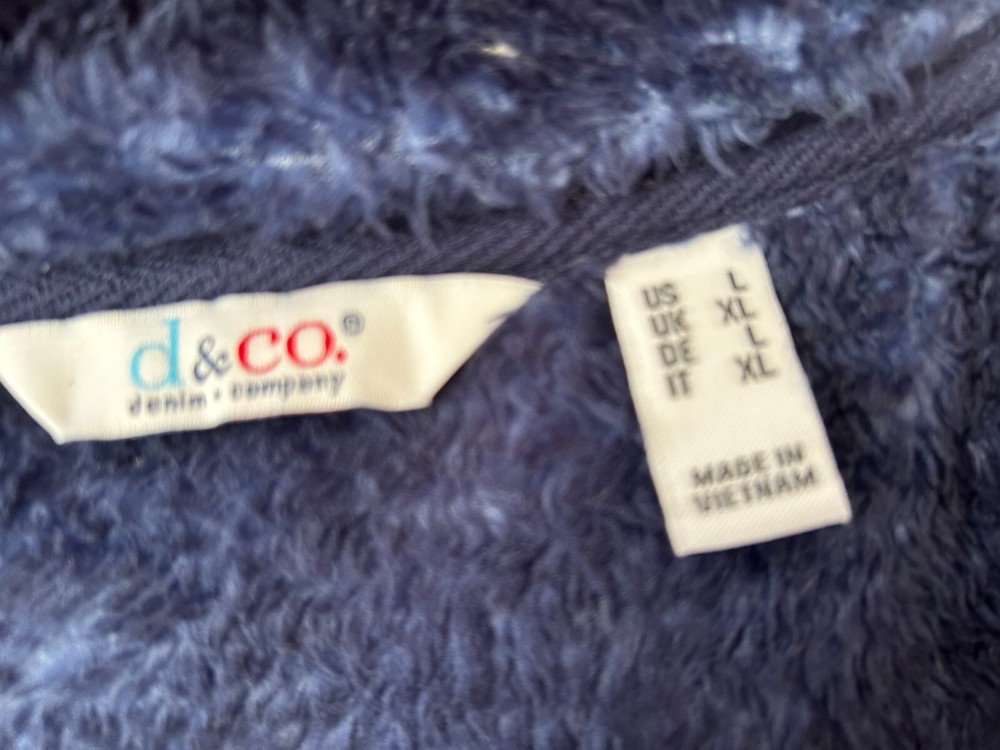 d&co.®
denim · company
US L
UK XL
DE L
IT XL
MADE IN
VIETNAM